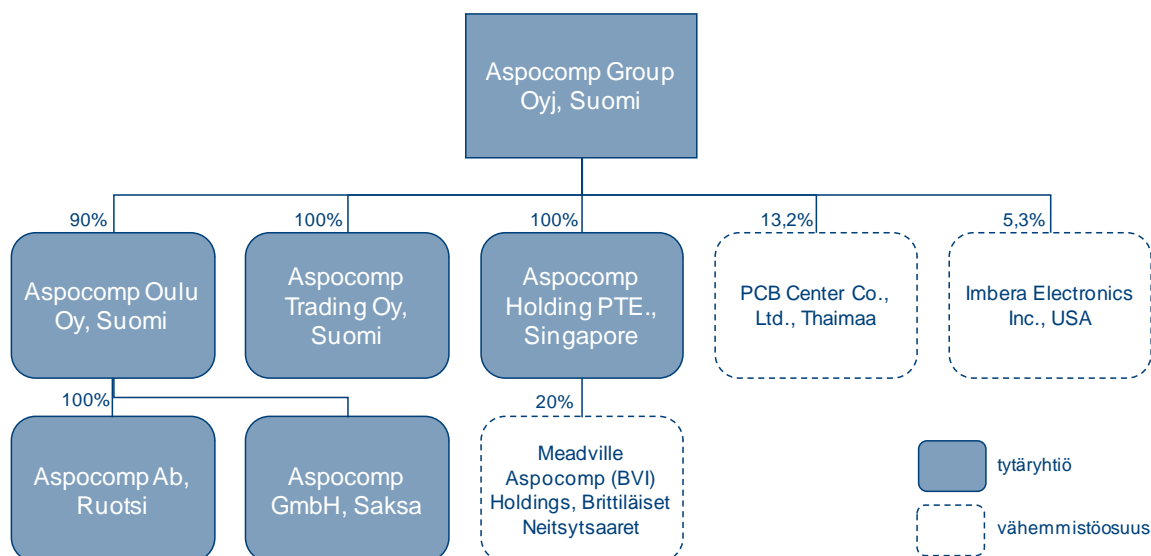 Aspocomp Group
Oyj, Suomi
90%
100%
100%
13,2%
5,3%
Aspocomp Oulu
Oy, Suomi
Aspocomp
Trading Oy,
Suomi
Aspocomp
Holding PTE.,
Singapore
PCB Center Co.,
Ltd., Thaimaa
Imbera Electronics
Inc., USA
100%
20%
Aspocomp Ab,
Ruotsi
Aspocomp
GmbH, Saksa
Meadville
Aspocomp (BVI)
Holdings, Brittiläiset
Neitsytsaaret
tytäryhtiö
vähemmistöosuus